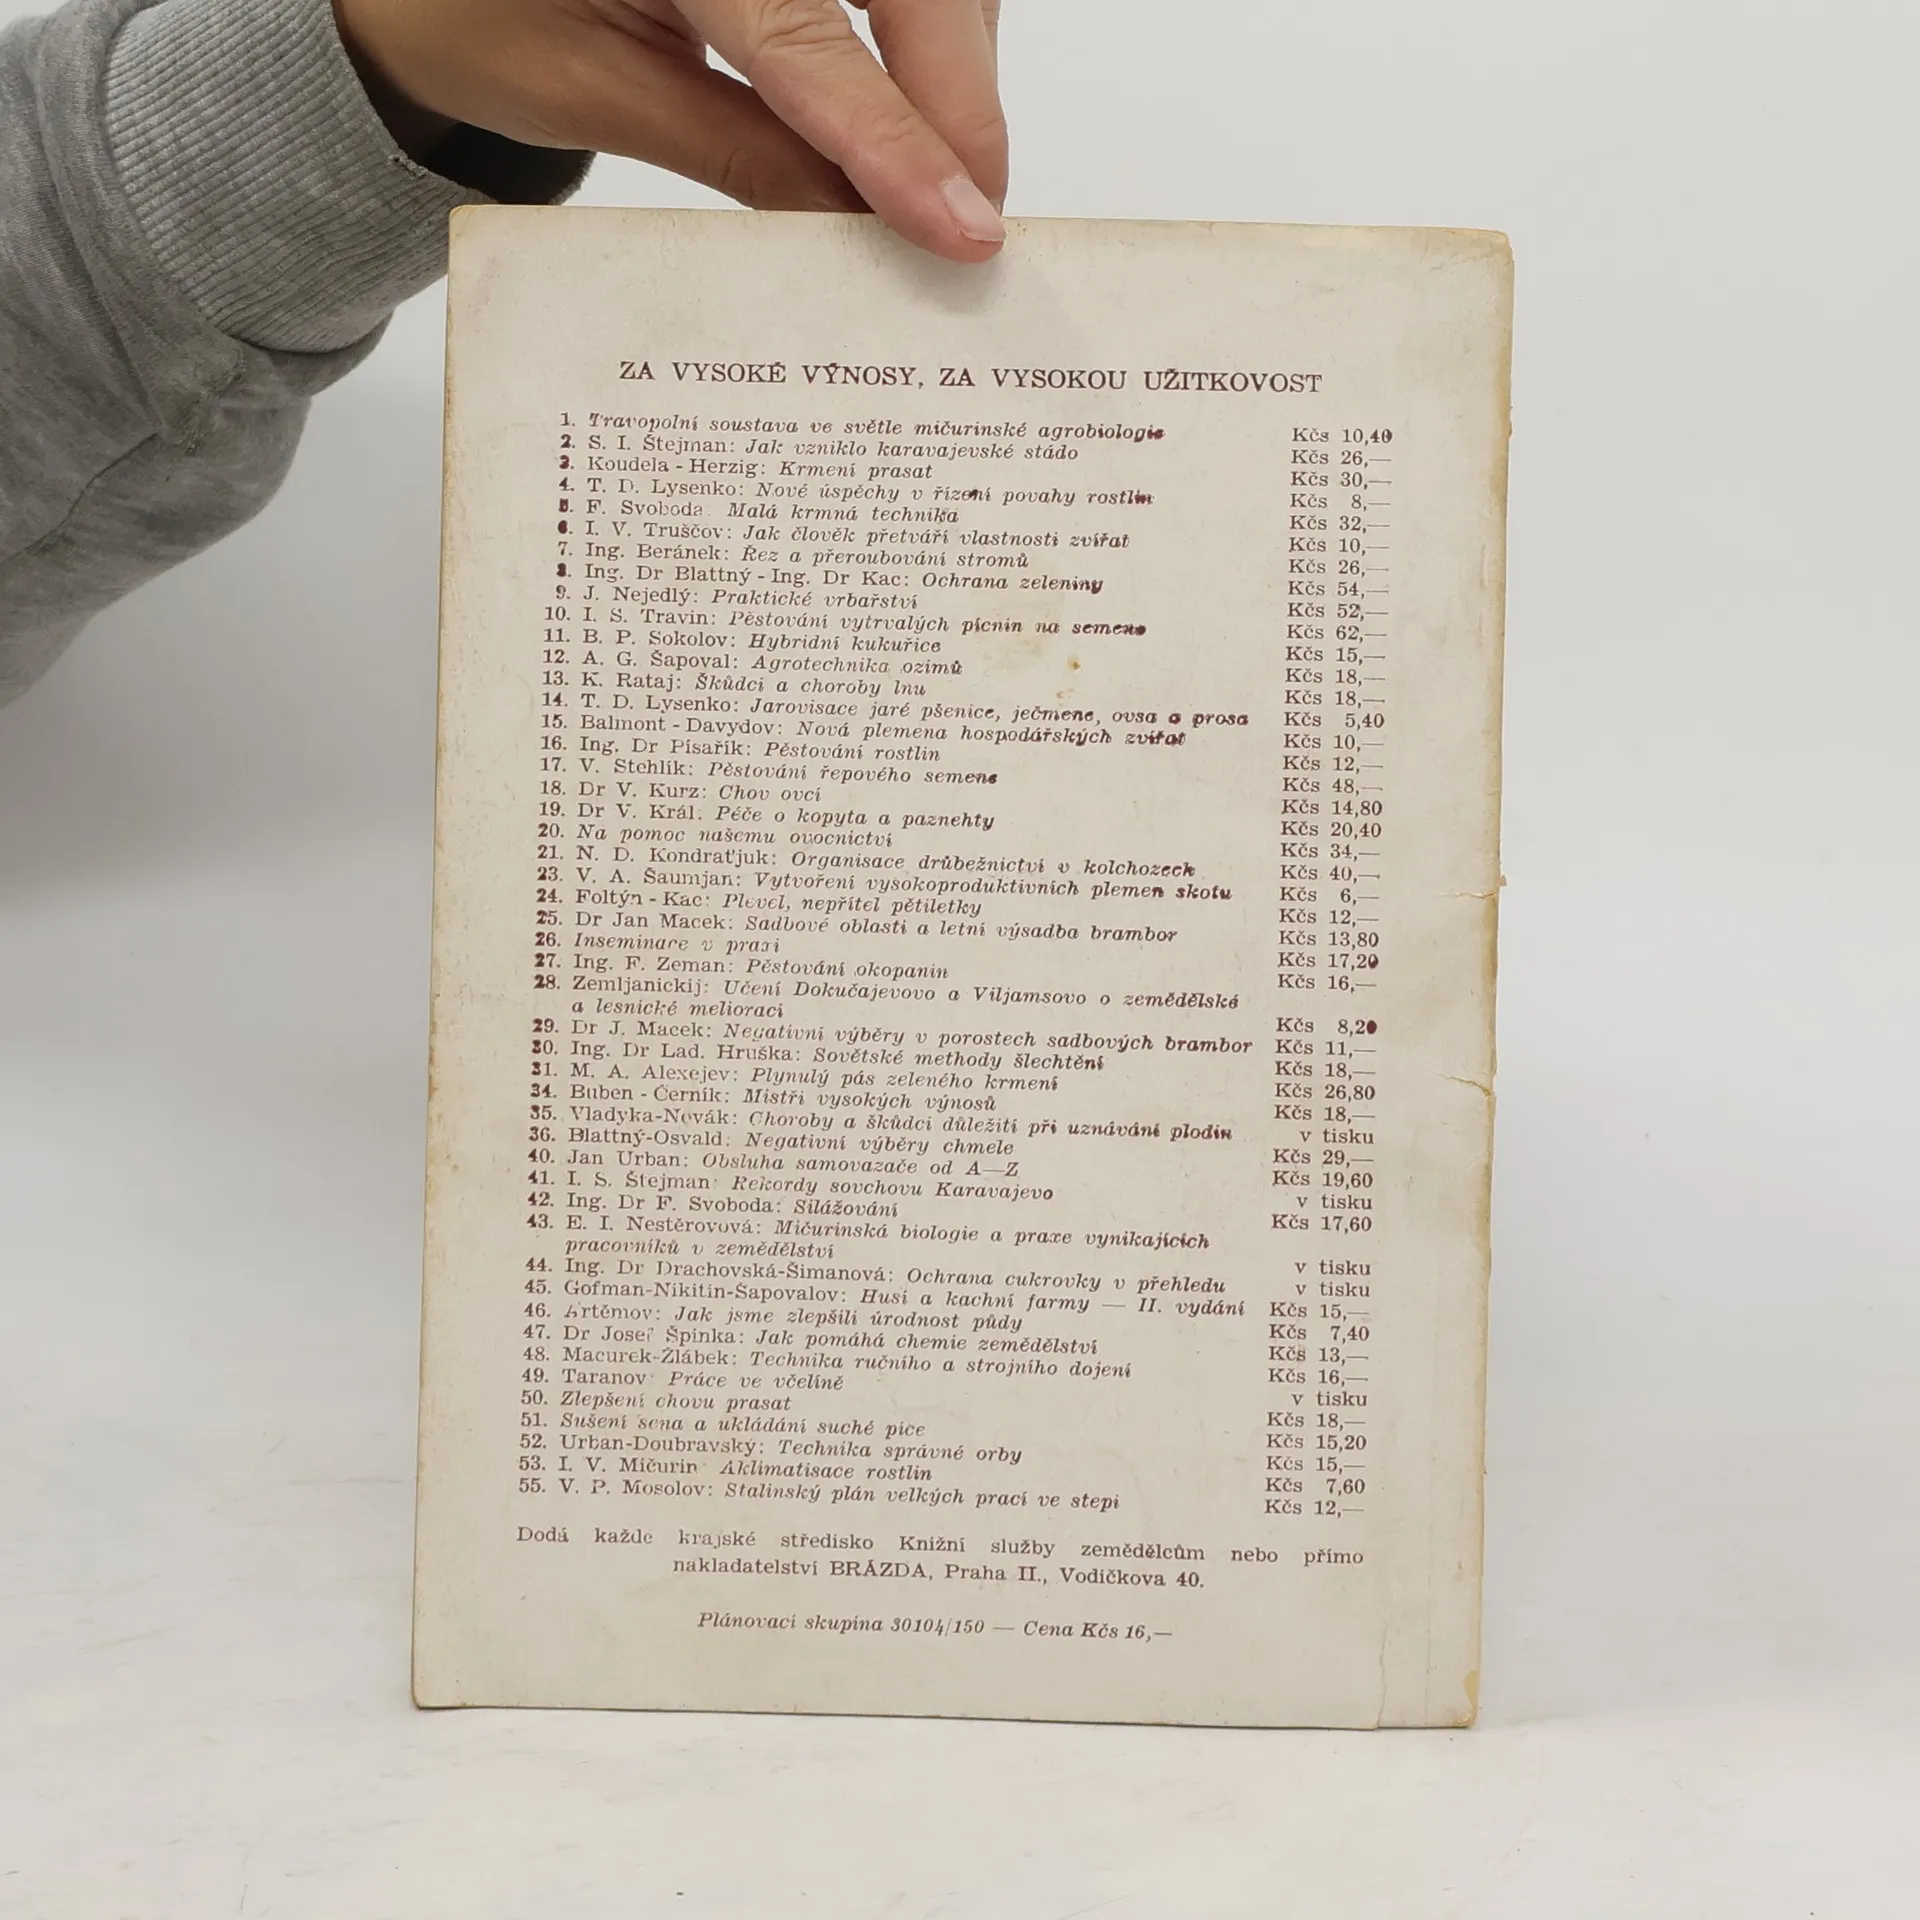 ZA VYSOKÉ VÝNOSY, ZA VYSOKOU UŽITKOVOST
1. Travopolní soustava ve světle mičurinské agrobiologie Kčs 10,40
2. S. I. Štejman: Jak vzniklo karavajevské stádo Kčs 26,—
3. Koudela - Herzig: Krmení prasat Kčs 30,—
4. T. D. Lysenko: Nové úspěchy v řízení povahy rostlin Kčs 8,—
5. F. Svoboda: Malá krmná technika Kčs 32,—
6. I. V. Truščov: Jak člověk přetváří vlastnosti zvířat Kčs 10,—
7. Ing. Beránek: Řez a přeroubování stromů Kčs 26,—
8. Ing. Dr Blattný - Ing. Dr Kac: Ochrana zeleniny Kčs 54,—
9. J. Nejedlý: Praktické vrbařství Kčs 52,—
10. I. S. Travin: Pěstování vytrvalých pícnin na semeno Kčs 62,—
11. B. P. Sokolov: Hybridní kukuřice Kčs 15,—
12. A. G. Šapoval: Agrotechnika ozimů Kčs 18,—
13. K. Rataj: Škůdci a choroby lnu Kčs 18,—
14. T. D. Lysenko: Jarovisace jaré pšenice, ječmene, ovsa a prosa Kčs 5,40
15. Balmont - Davydov: Nová plemena hospodářských zvířat Kčs 10,—
16. Ing. Dr Písařík: Pěstování rostlin Kčs 12,—
17. V. Stehlík: Pěstování řepového semene Kčs 48,—
18. Dr V. Kurz: Chov ovcí Kčs 14,80
19. Dr V. Král: Péče o kopyta a paznehty Kčs 20,40
20. Na pomoc našemu ovocnictví Kčs 34,—
21. N. D. Kondraťjuk: Organisace drůbežnictví v kolchozech Kčs 40,—
23. V. A. Šaumjan: Vytvoření vysokoproduktivních plemen skotu Kčs 6,—
24. Foltýn - Kac: Plevel, nepřítel pětiletky Kčs 12,—
25. Dr Jan Macek: Sadbové oblasti a letní výsadba brambor Kčs 13,80
26. Inseminace v praxi Kčs 17,20
27. Ing. F. Zeman: Pěstování okopanin Kčs 16,—
28. Zemljanickij: Učení Dokučajevovo a Viljamsovo o zemědělské
a lesnické melioraci Kčs 8,20
29. Dr J. Macek: Negativní výběry v porostech sadbových brambor Kčs 11,—
30. Ing. Dr Lad. Hruška: Sovětské methody šlechtění Kčs 18,—
31. M. A. Alexejev: Plynulý pás zeleného krmení Kčs 26,80
34. Buben - Černík: Mistři vysokých výnosů Kčs 18,—
35. Vladyka-Novák: Choroby a škůdci důležití při uznávání plodin v tisku
36. Blattný-Osvald: Negativní výběry chmele Kčs 29,—
40. Jan Urban: Obsluha samovazače od A—Z Kčs 19,60
41. I. S. Štejman: Rekordy sovchovu Karavajevo v tisku
42. Ing. Dr F. Svoboda: Silážování Kčs 17,60
43. E. I. Nestěrovová: Mičurinská biologie a praxe vynikajících
pracovníků v zemědělství v tisku
44. Ing. Dr Drachovská-Šimanová: Ochrana cukrovky v přehledu v tisku
45. Gofman-Nikitin-Šapovalov: Husí a kachní farmy — II. vydání Kčs 15,—
46. Artěmov: Jak jsme zlepšili úrodnost půdy Kčs 7,40
47. Dr Josef Špinka: Jak pomáhá chemie zemědělství Kčs 13,—
48. Macurek-Žlábek: Technika ručního a strojního dojení Kčs 16,—
49. Taranov: Práce ve včelíně v tisku
50. Zlepšení chovu prasat Kčs 18,—
51. Sušení sena a ukládání suché píce Kčs 15,20
52. Urban-Doubravský: Technika správné orby Kčs 15,—
53. I. V. Mičurin: Aklimatisace rostlin Kčs 7,60
55. V. P. Mosolov: Stalinský plán velkých prací ve stepi Kčs 12,—
Dodá každé krajské středisko Knižní služby zemědělcům nebo přímo
nakladatelství BRÁZDA, Praha II., Vodičkova 40.
Plánovací skupina 30104/150 — Cena Kčs 16,—